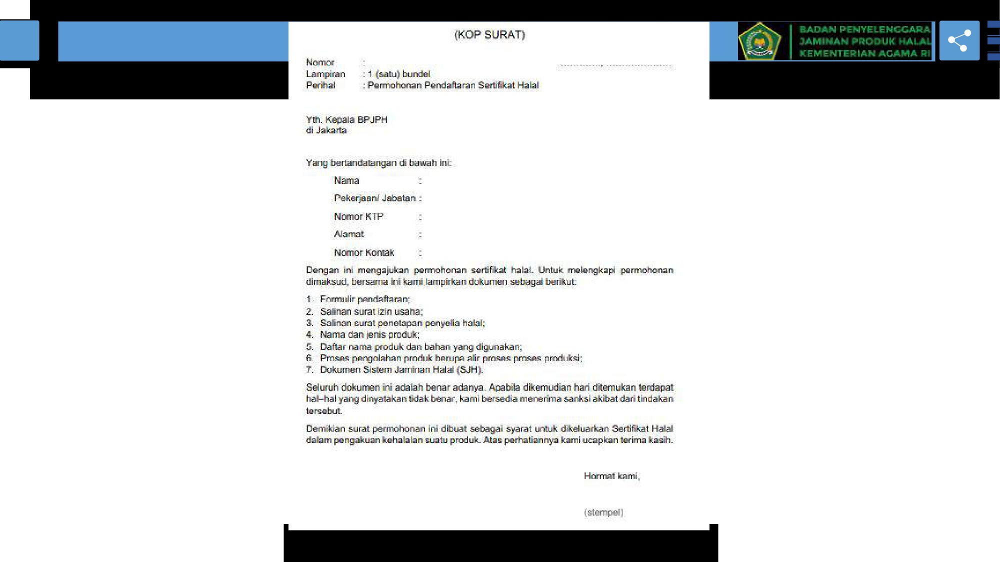 BADAN PENYELENGGARA
JAMINAN PRODUK HALAL
KEMENTERIAN AGAMA RI
(KOP SURAT)
Nomor : ...................., ..............................
Lampiran : 1 (satu) bundel
Perihal : Permohonan Pendaftaran Sertifikat Halal
Yth. Kepala BPJPH
di Jakarta
Yang bertandatangan di bawah ini:
Nama :
Pekerjaan/ Jabatan :
Nomor KTP :
Alamat :
Nomor Kontak :
Dengan ini mengajukan permohonan sertifikat halal. Untuk melengkapi permohonan
dimaksud, bersama ini kami lampirkan dokumen sebagai berikut:
1. Formulir pendaftaran;
2. Salinan surat izin usaha;
3. Salinan surat penetapan penyelia halal;
4. Nama dan jenis produk;
5. Daftar nama produk dan bahan yang digunakan;
6. Proses pengolahan produk berupa alir proses proses produksi;
7. Dokumen Sistem Jaminan Halal (SJH).
Seluruh dokumen ini adalah benar adanya. Apabila dikemudian hari ditemukan terdapat
hal–hal yang dinyatakan tidak benar, kami bersedia menerima sanksi akibat dari tindakan
tersebut.
Demikian surat permohonan ini dibuat sebagai syarat untuk dikeluarkan Sertifikat Halal
dalam pengakuan kehalalan suatu produk. Atas perhatiannya kami ucapkan terima kasih.
Hormat kami,
(stempel)